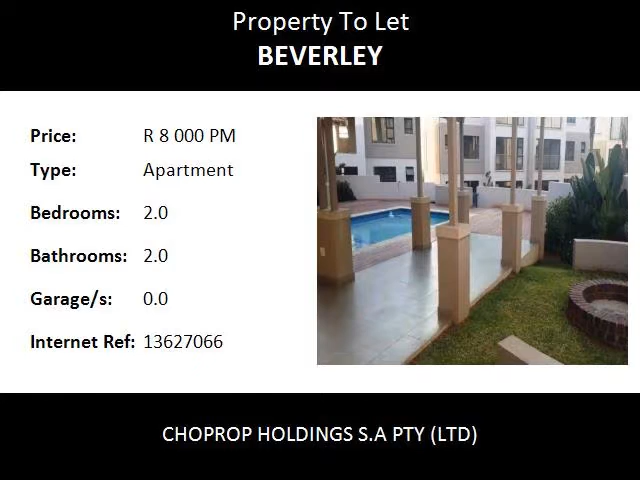 Property To Let
BEVERLEY
Price: R 8 000 PM
Type: Apartment
Bedrooms: 2.0
Bathrooms: 2.0
Garage/s: 0.0
Internet Ref: 13627066
CHOPROP HOLDINGS S.A PTY (LTD)